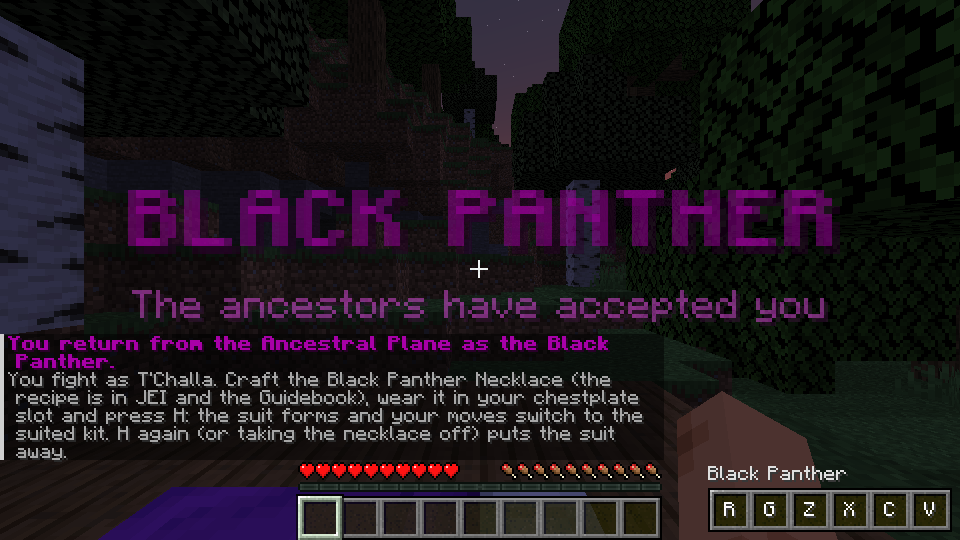 BLACK PANTHER
The ancestors have accepted you
You return from the Ancestral Plane as the Black
Panther.
You fight as T'Challa. Craft the Black Panther Necklace (the
recipe is in JEI and the Guidebook), wear it in your chestplate
slot and press H: the suit forms and your moves switch to the
suited kit. H again (or taking the necklace off) puts the suit
away.
Black Panther
R G Z X C V